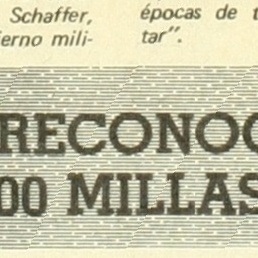 Schaffer,
ierno mili-
épocas de t
tar".
RECONOC
00 MILLAS